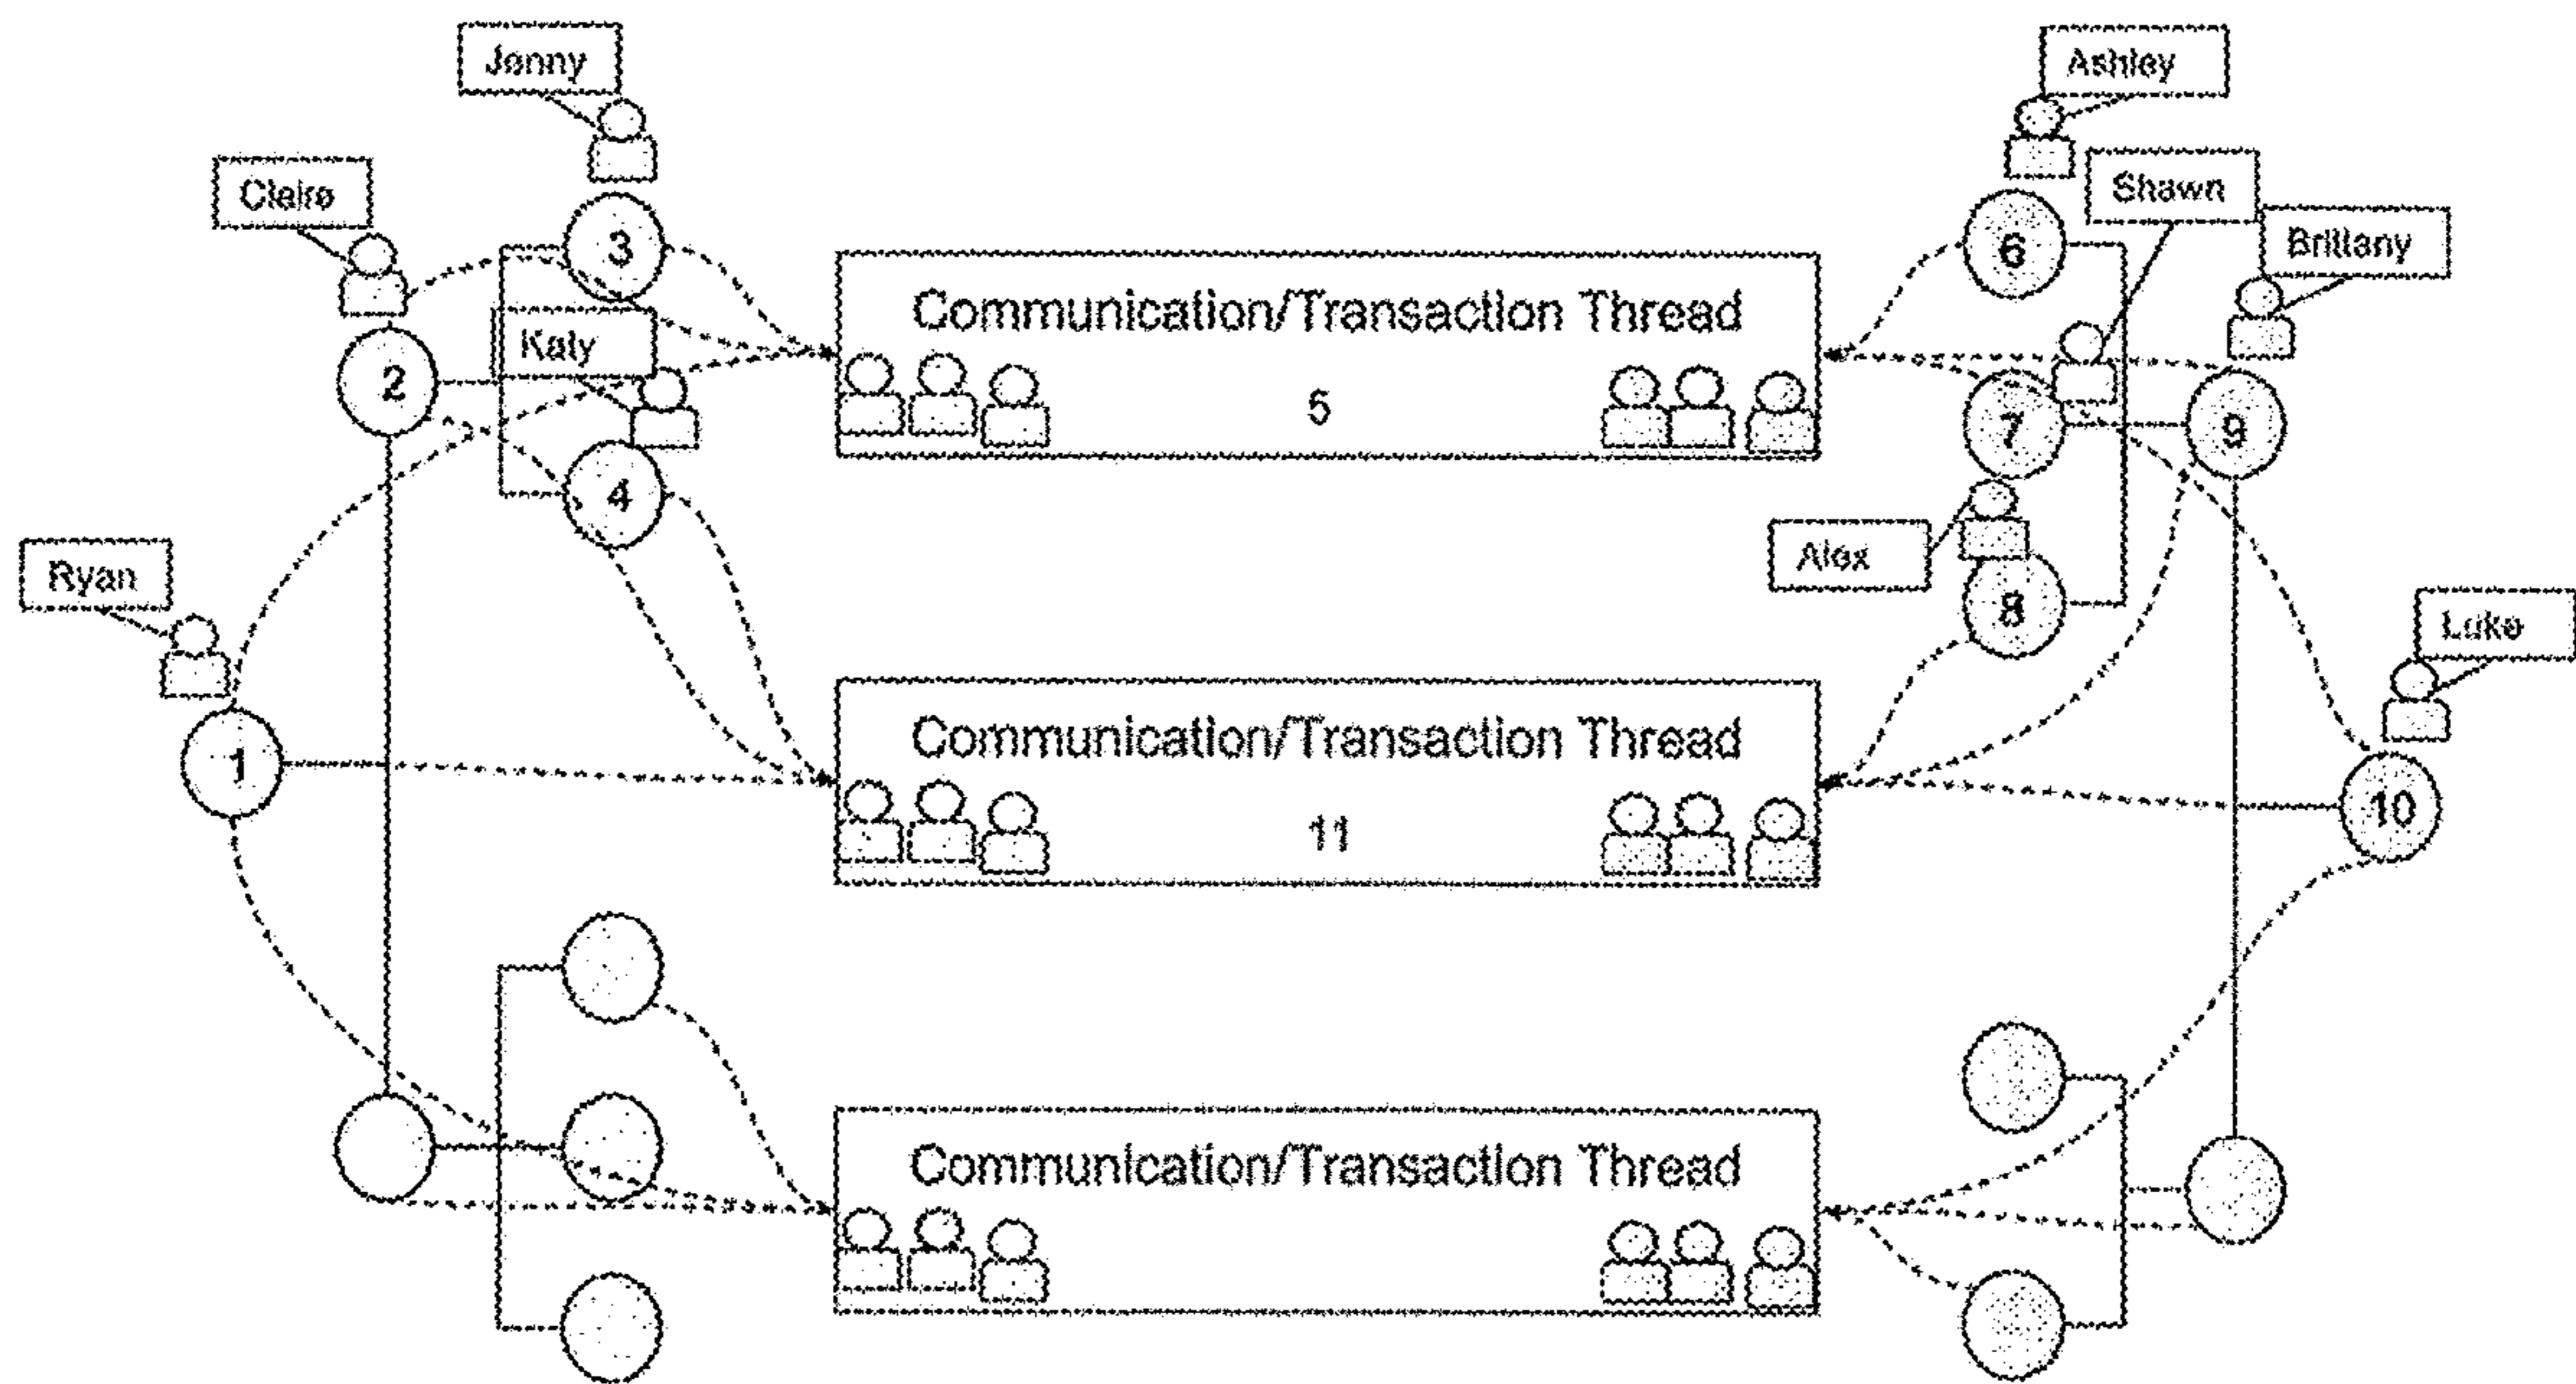 Jenny
Ashley
Claire
Shawn
3
6
Brittany
Communication/Transaction Thread
Katy
2
5
7
9
4
Alex
Ryan
8
Luke
1
Communication/Transaction Thread
10
11
Communication/Transaction Thread